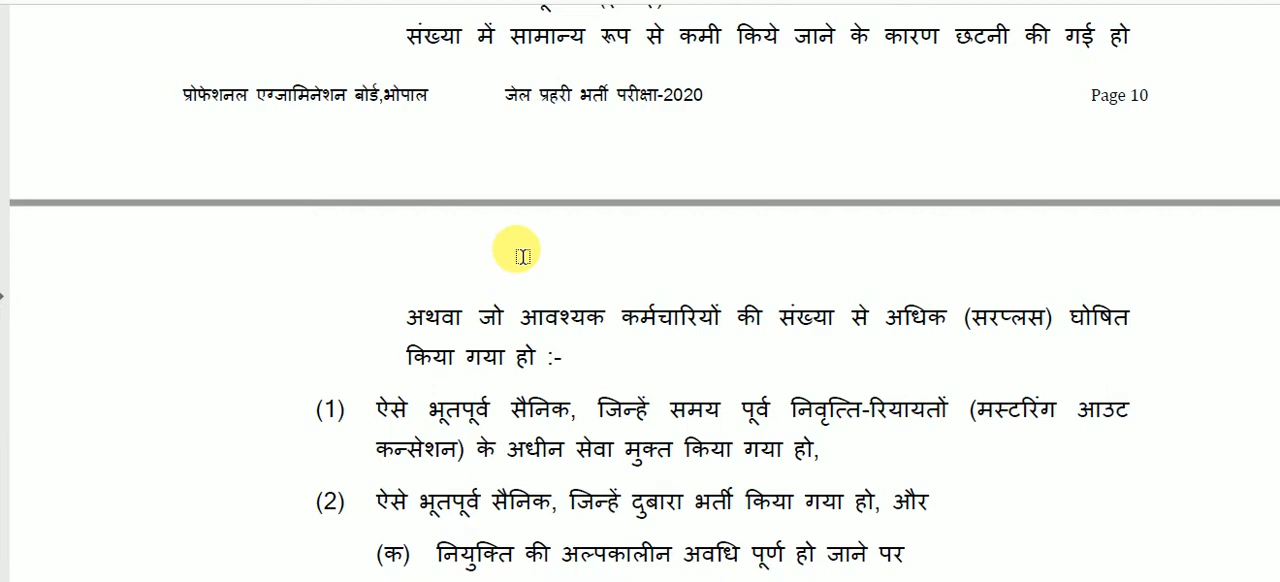 संख्या में सामान्य रूप से कमी किये जाने के कारण छटनी की गई हो
प्रोफेशनल एग्जामिनेशन बोर्ड,भोपाल जेल प्रहरी भर्ती परीक्षा-2020 Page 10
अथवा जो आवश्यक कर्मचारियों की संख्या से अधिक (सरप्लस) घोषित
किया गया हो :-
(1) ऐसे भूतपूर्व सैनिक, जिन्हें समय पूर्व निवृत्ति-रियायतों (मस्टरिंग आउट
कन्सेशन) के अधीन सेवा मुक्त किया गया हो,
(2) ऐसे भूतपूर्व सैनिक, जिन्हें दुबारा भर्ती किया गया हो, और
(क) नियुक्ति की अल्पकालीन अवधि पूर्ण हो जाने पर